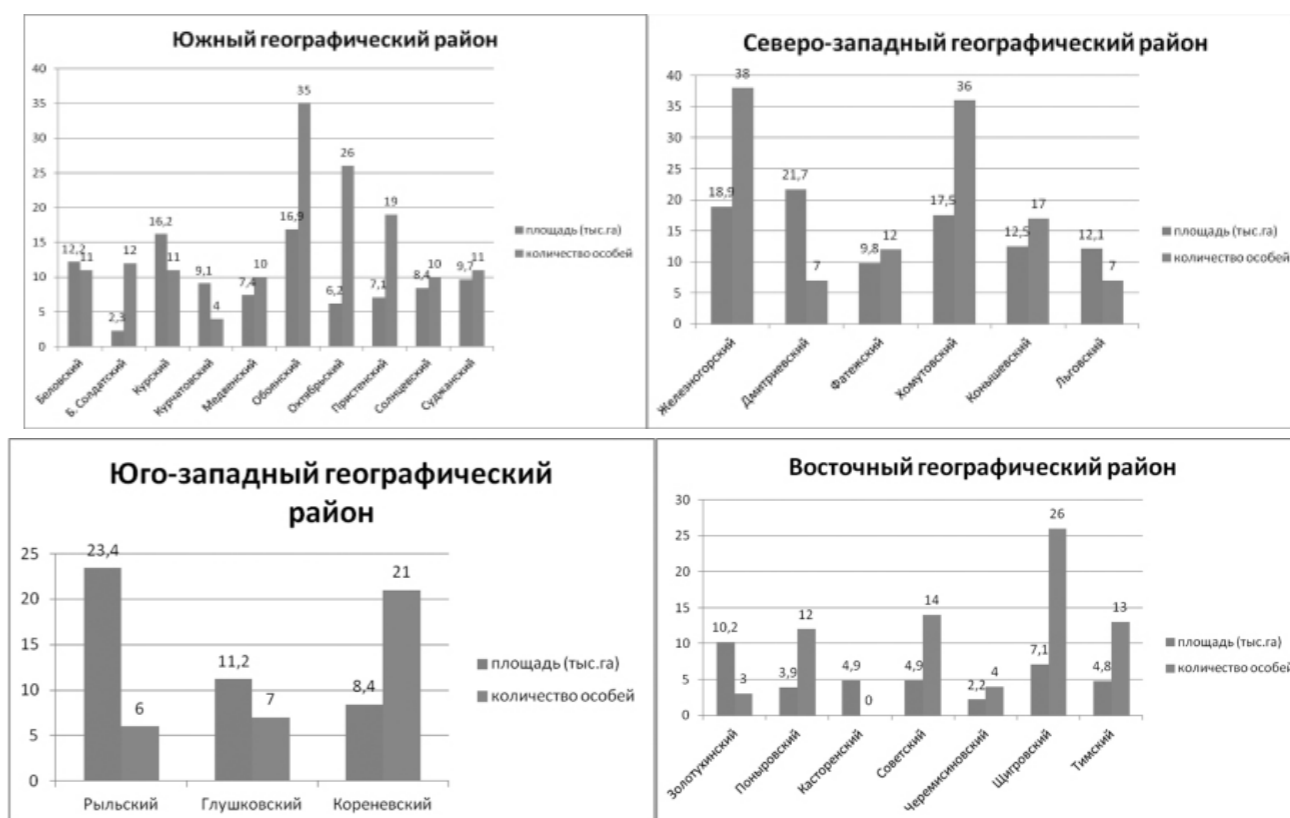 Южный географический район
40
35
30
25
20
15
10
5
0
12,2
11
2,3
12
16,2
11
9,1
4
7,4
10
16,9
35
6,2
26
7,1
19
8,4
10
9,7
11
Беловский
Б. Солдатский
Курский
Курчатовский
Медвенский
Обоянский
Октябрьский
Пристенский
Солнцевский
Суджанский
площадь (тыс.га)
количество особей
Северо-западный географический район
40
35
30
25
20
15
10
5
0
18,9
38
21,7
7
9,8
12
17,5
36
12,5
17
12,1
7
Железногорский
Дмитриевский
Фатежский
Хомутовский
Конышевский
Льговский
площадь (тыс.га)
количество особей
Юго-западный географический
район
25
20
15
10
5
0
23,4
6
11,2
7
8,4
21
Рыльский
Глушковский
Кореневский
площадь (тыс.га)
количество особей
Восточный географический район
30
25
20
15
10
5
0
10,2
3
3,9
12
4,9
0
4,9
14
2,2
4
7,1
26
4,8
13
Золотухинский
Поныровский
Касторенский
Советский
Черемисиновский
Щигровский
Тимский
площадь (тыс.га)
количество особей